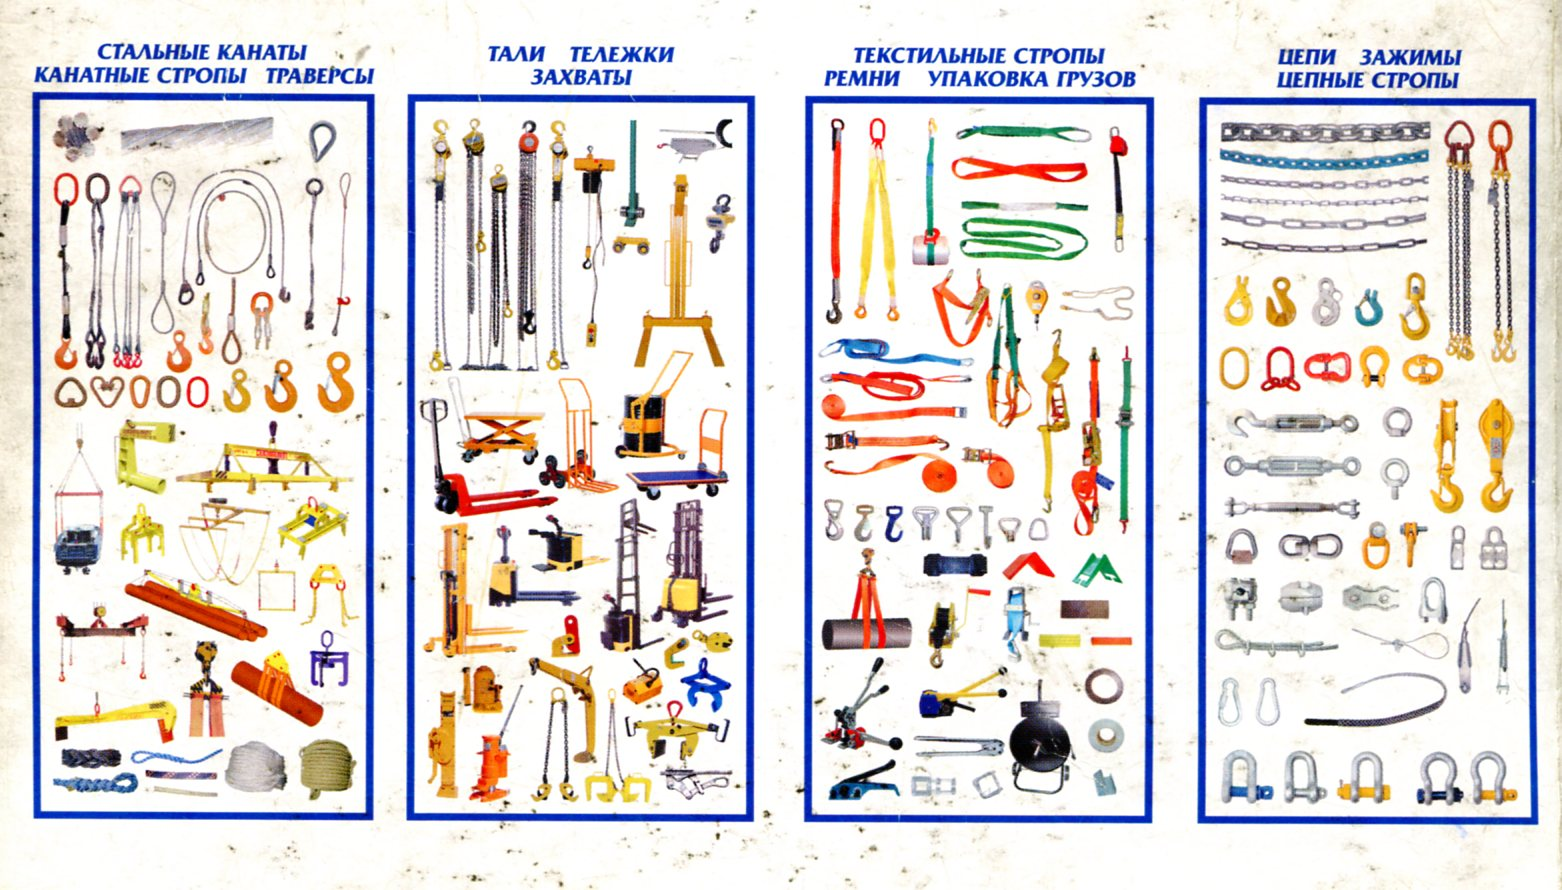 СТАЛЬНЫЕ КАНАТЫ
КАНАТНЫЕ СТРОПЫ ТРАВЕРСЫ
ТАЛИ ТЕЛЕЖКИ
ЗАХВАТЫ
ТЕКСТИЛЬНЫЕ СТРОПЫ
РЕМНИ УПАКОВКА ГРУЗОВ
ЦЕПИ ЗАЖИМЫ
ЦЕПНЫЕ СТРОПЫ